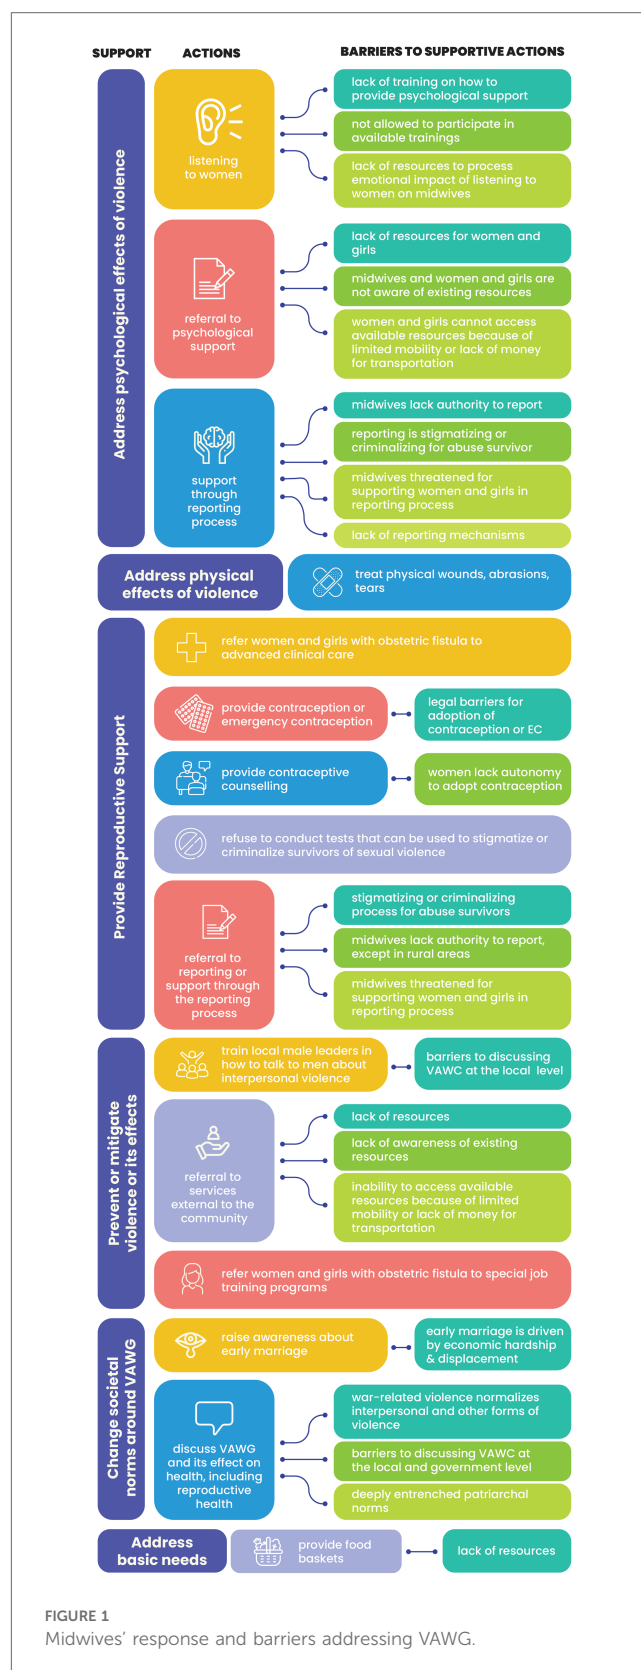 SUPPORT ACTIONS BARRIERS TO SUPPORTIVE ACTIONS
Address psychological effects of violence
listening
to women
lack of training on how to
provide psychological support
not allowed to participate in
available trainings
lack of resources to process
emotional impact of listening to
women on midwives
referral to
psychological
support
lack of resources for women and
girls
midwives and women and girls are
not aware of existing resources
women and girls cannot access
available resources because of
limited mobility or lack of money
for transportation
support
through
reporting
process
midwives lack authority to report
reporting is stigmatizing or
criminalizing for abuse survivor
midwives threatened for
supporting women and girls in
reporting process
lack of reporting mechanisms
Address physical
effects of violence
treat physical wounds, abrasions,
tears
Provide Reproductive Support
refer women and girls with obstetric fistula to
advanced clinical care
provide contraception or
emergency contraception
legal barriers for
adoption of
contraception or EC
provide contraceptive
counselling
women lack autonomy
to adopt contraception
refuse to conduct tests that can be used to stigmatize or
criminalize survivors of sexual violence
referral to
reporting or
support through
the reporting
process
stigmatizing or criminalizing
process for abuse survivors
midwives lack authority to report,
except in rural areas
midwives threatened for
supporting women and girls in
reporting process
Prevent or mitigate
violence or its effects
train local male leaders in
how to talk to men about
interpersonal violence
barriers to discussing
VAWC at the local level
referral to
services
external to the
community
lack of resources
lack of awareness of existing
resources
inability to access available
resources because of limited
mobility or lack of money for
transportation
refer women and girls with obstetric fistula to special job
training programs
Change societal
norms around VAWG
raise awareness about
early marriage
early marriage is driven
by economic hardship
& displacement
discuss VAWG
and its effect on
health, including
reproductive
health
war-related violence normalizes
interpersonal and other forms of
violence
barriers to discussing VAWC at
the local and government level
deeply entrenched patriarchal
norms
Address
basic needs
provide food
baskets
lack of resources
FIGURE 1
Midwives' response and barriers addressing VAWG.